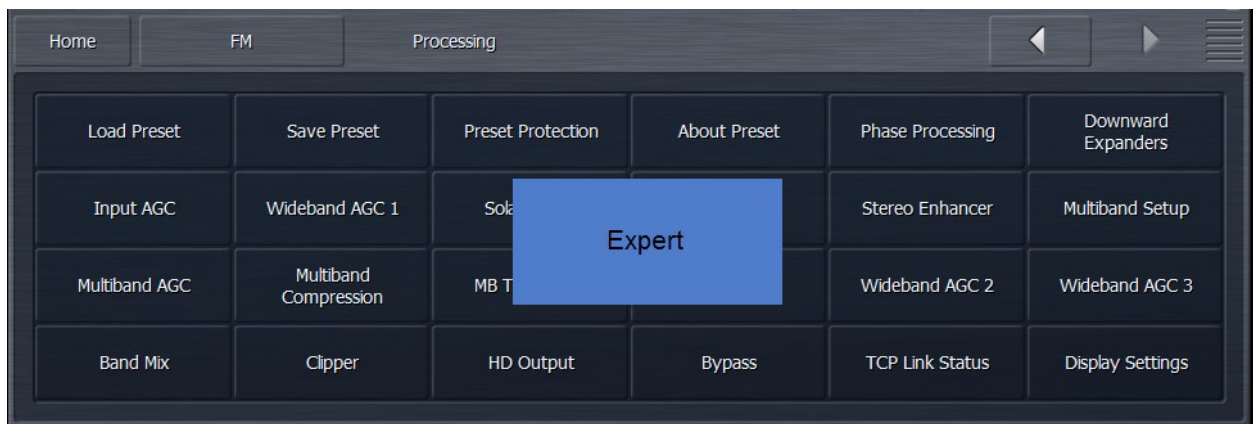 Home FM Processing
Load Preset Save Preset Preset Protection About Preset Phase Processing Downward Expanders
Input AGC Wideband AGC 1 Stereo Enhancer Multiband Setup
Expert
Multiband AGC Multiband Compression Wideband AGC 2 Wideband AGC 3
Band Mix Clipper HD Output Bypass TCP Link Status Display Settings